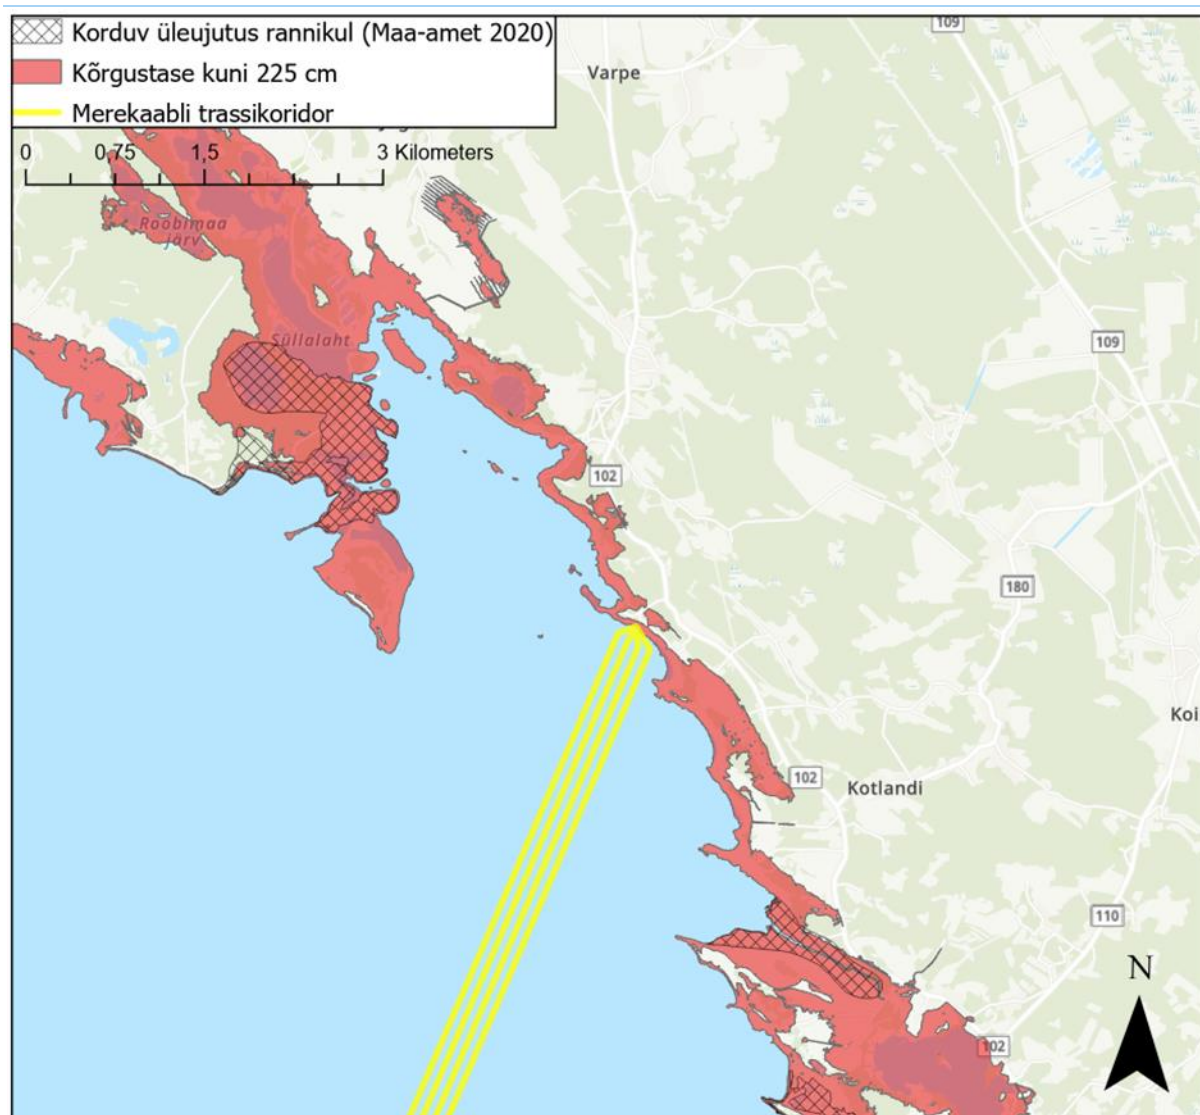 Korduv üleujutus rannikul (Maa-amet 2020)
Kõrgustase kuni 225 cm
Merekaabli trassikoridor
0 0,75 1,5 3 Kilometers
109
Varpe
Roobimaa
järv
Süllalaht
109
102
180
Koi
102
Kotlandi
110
N
102